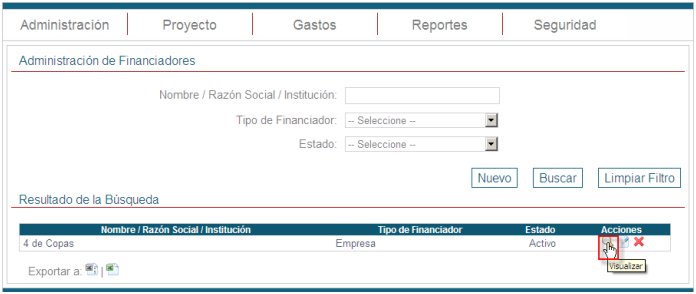 Administración Proyecto Gastos Reportes Seguridad
Administración de Financiadores
Nombre / Razón Social / Institución:
Tipo de Financiador: -- Seleccione --
Estado: -- Seleccione --
Nuevo Buscar Limpiar Filtro
Resultado de la Búsqueda
Nombre / Razón Social / Institución Tipo de Financiador Estado Acciones
4 de Copas Empresa Activo
Visualizar
Exportar a: |